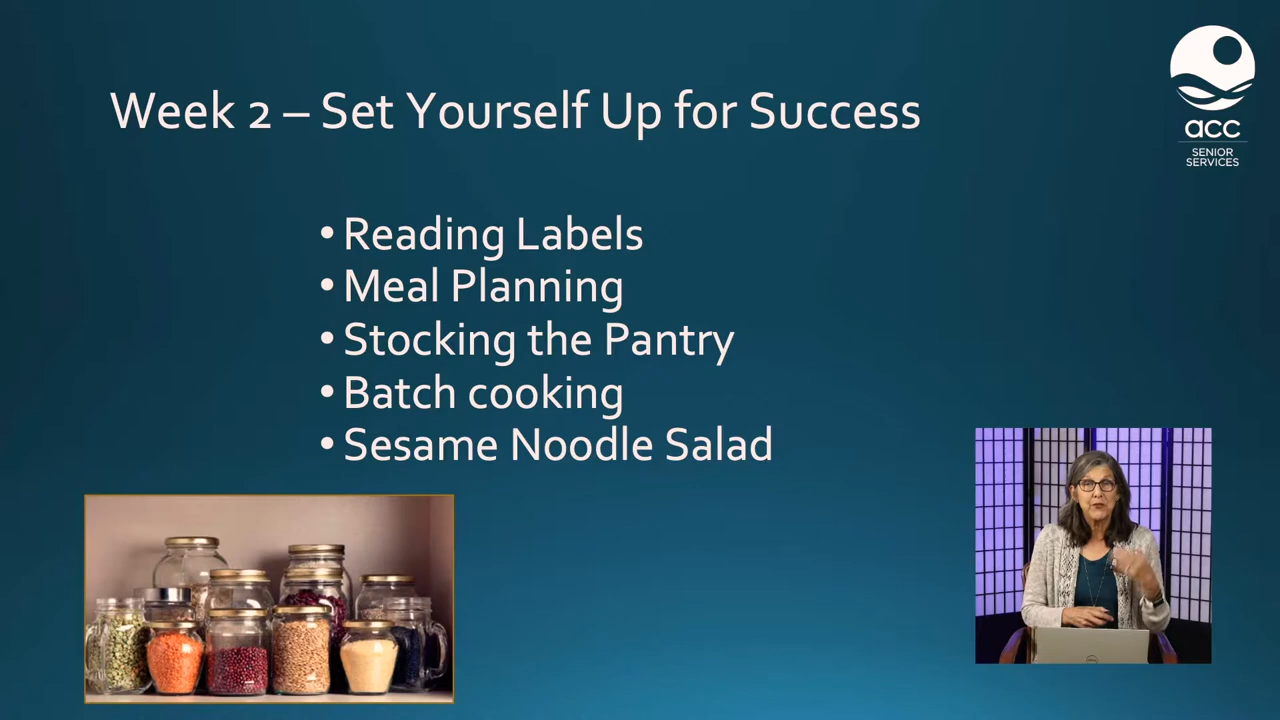 Week 2 – Set Yourself Up for Success
acc
SENIOR
SERVICES
• Reading Labels
• Meal Planning
• Stocking the Pantry
• Batch cooking
• Sesame Noodle Salad